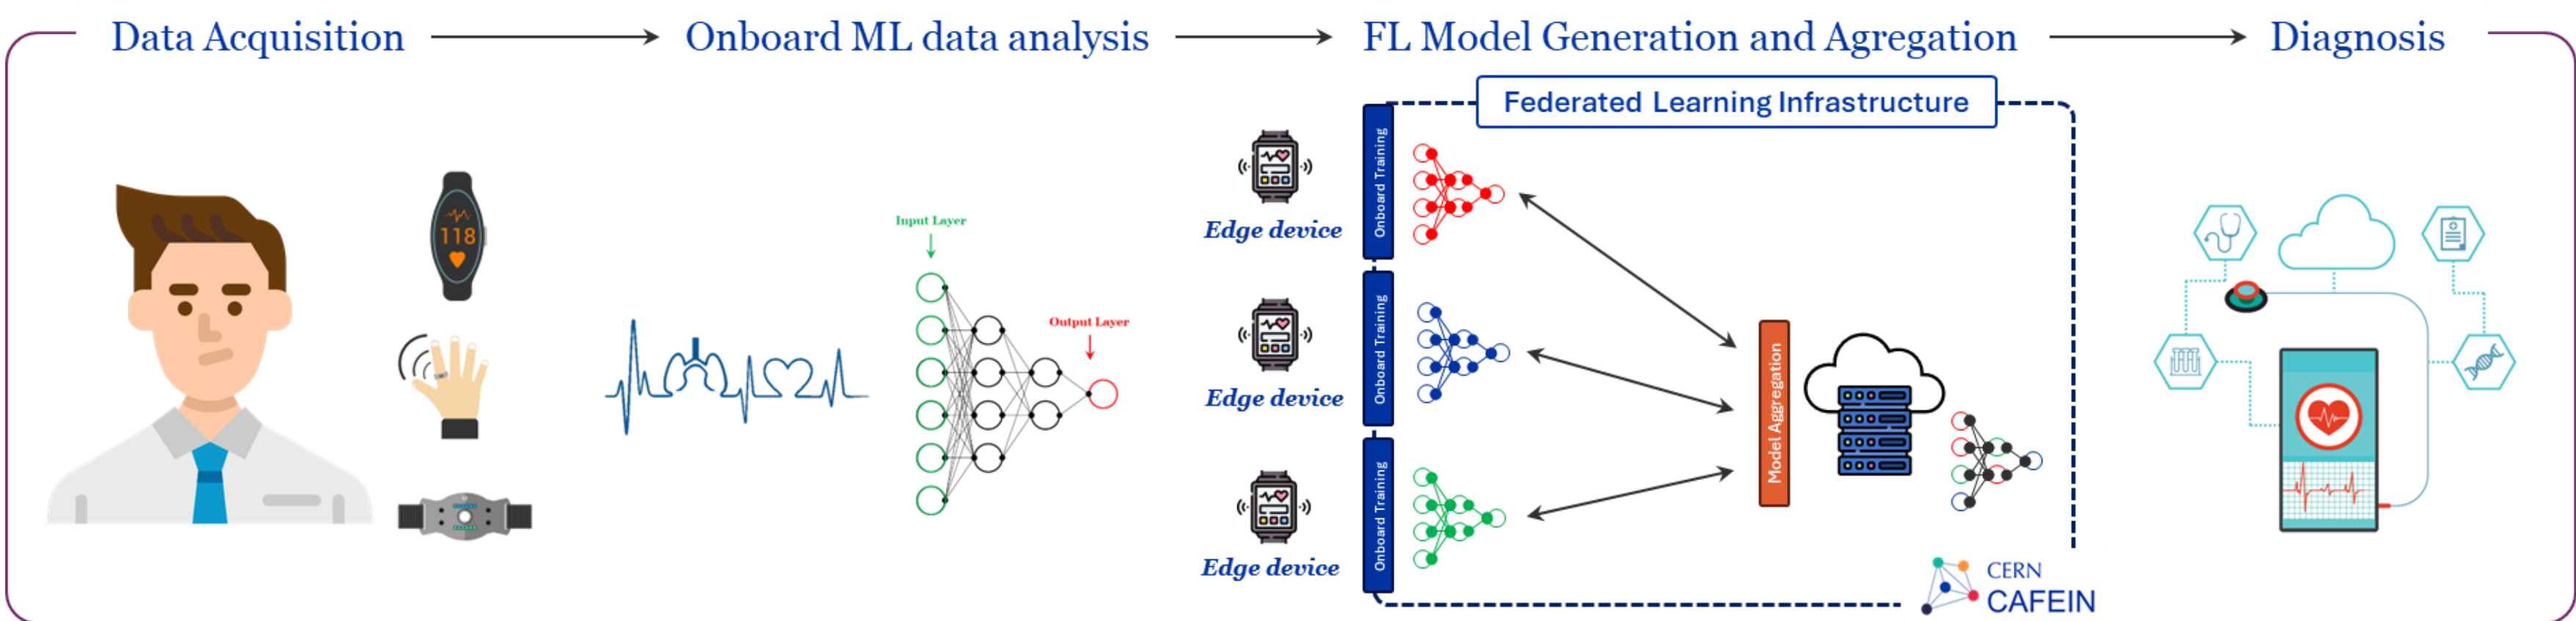 Data Acquisition
Onboard ML data analysis
FL Model Generation and Agregation
Diagnosis
Federated Learning Infrastructure
118
Input Layer
Output Layer
Edge device
Onboard Training
Edge device
Onboard Training
Edge device
Onboard Training
Model Aggregation
CERN
CAFEIN